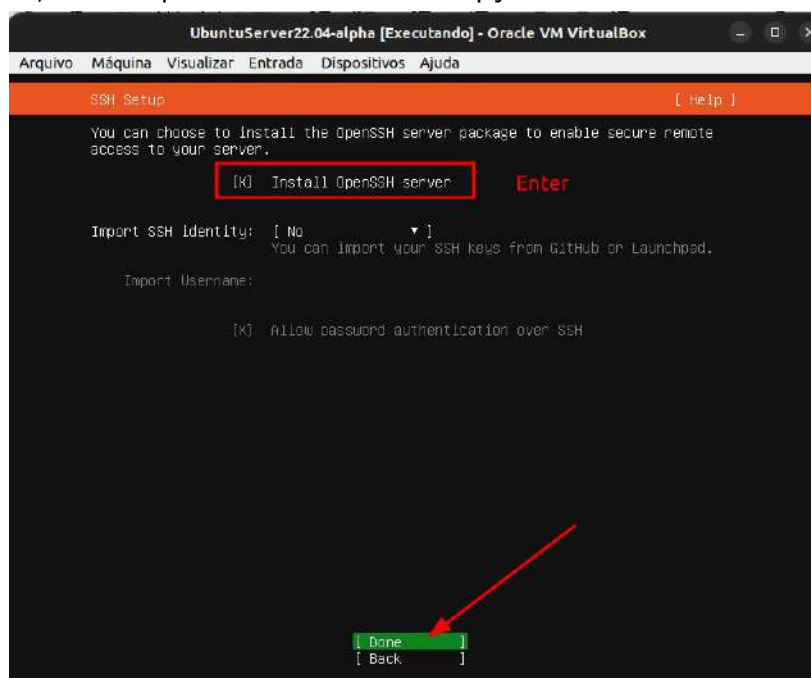 UbuntuServer22.04-alpha [Executando] - Oracle VM VirtualBox
Arquivo Máquina Visualizar Entrada Dispositivos Ajuda
SSH Setup [ Help ]
You can choose to install the OpenSSH server package to enable secure remote
access to your server.
[X] Install OpenSSH server Enter
Import SSH identity: [ No ▾ ]
You can import your SSH keys from GitHub or Launchpad.
Import Username:
[X] Allow password authentication over SSH
[ Done ]
[ Back ]